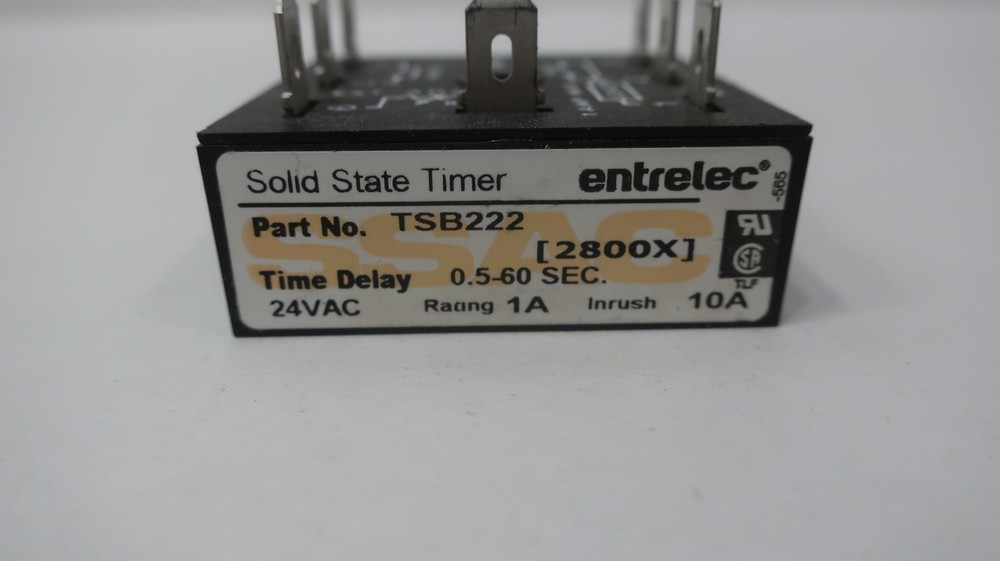 Solid State Timer entrelec®
-585
Part No. TSB222
[2800X]
SSAC
Time Delay 0.5-60 SEC.
24VAC Rating 1A Inrush 10A
TLF